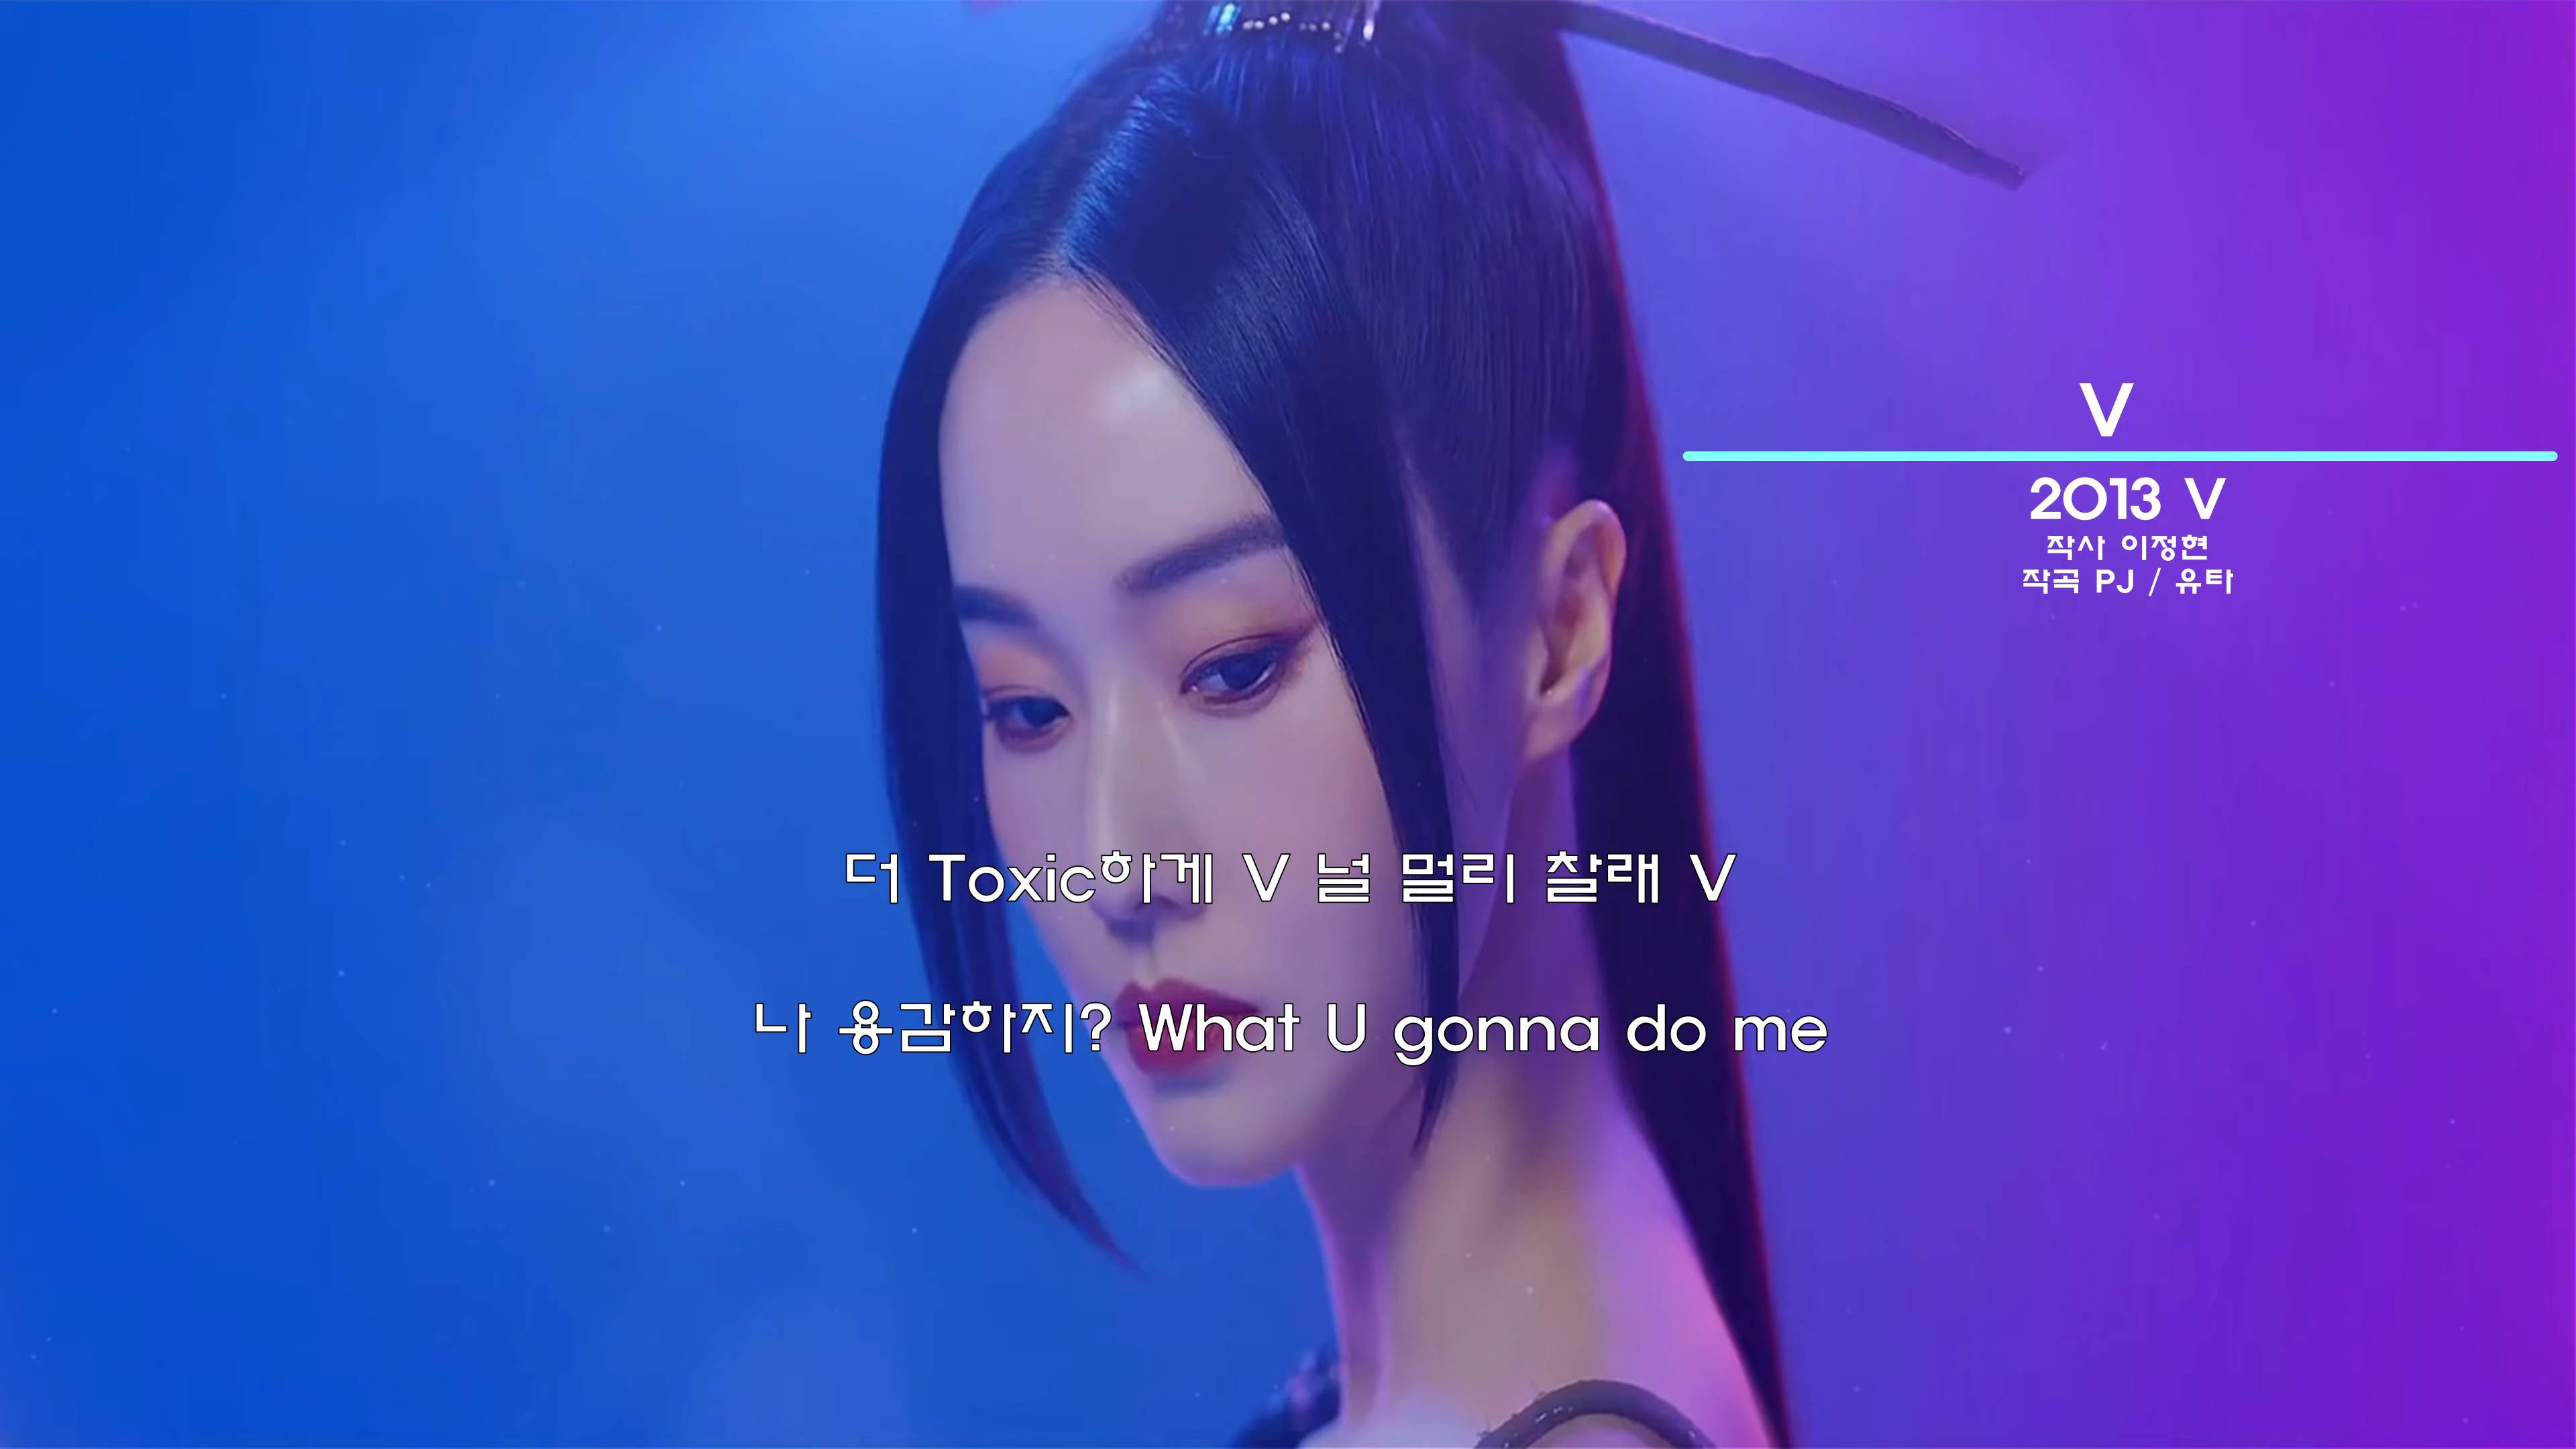 V
2013 V
작사 이정현
작곡 PJ / 유타
더 Toxic하게 V 널 멀리 찰래 V
나 용감하지? What U gonna do me